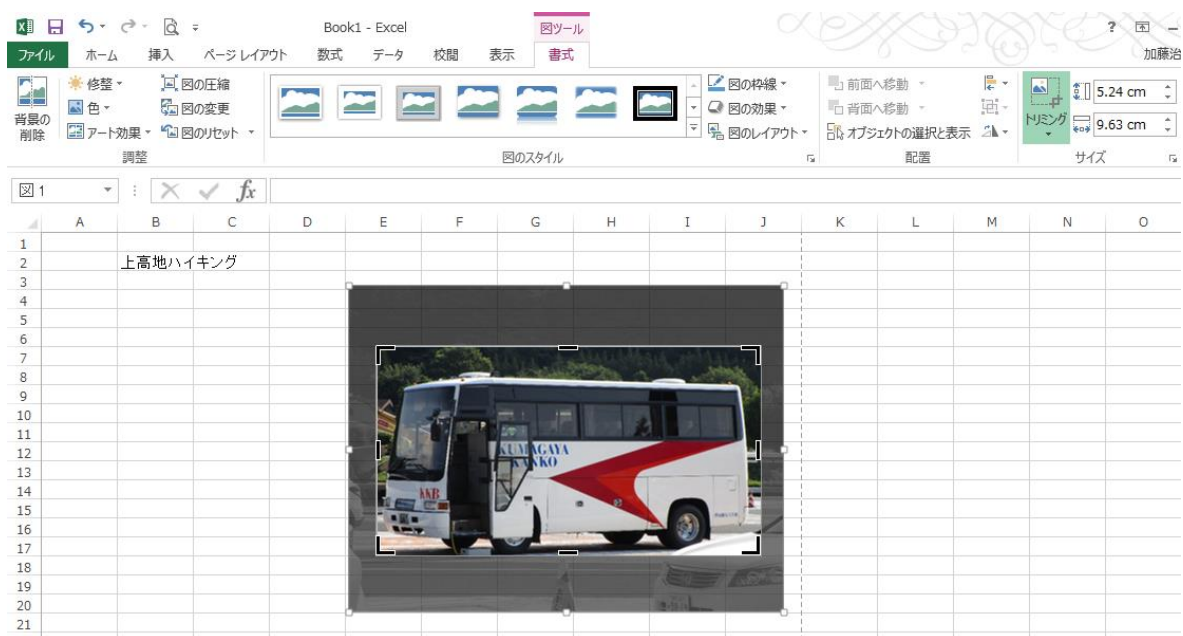 Book1 - Excel
図ツール
?
ファイル ホーム 挿入 ページ レイアウト 数式 データ 校閲 表示 書式
加藤治
背景の
削除
修整
色
アート効果
図の圧縮
図の変更
図のリセット
調整
図のスタイル
図の枠線
図の効果
図のレイアウト
前面へ移動
背面へ移動
オブジェクトの選択と表示
配置
トリミング
5.24 cm
9.63 cm
サイズ
図 1
fx
A B C D E F G H I J K L M N O
1
2 上高地ハイキング
3
4
5
6
7
8
9
10
11
12
13
14
15
16
17
18
19
20
21
KUMAGAYA
KANKO
KKB